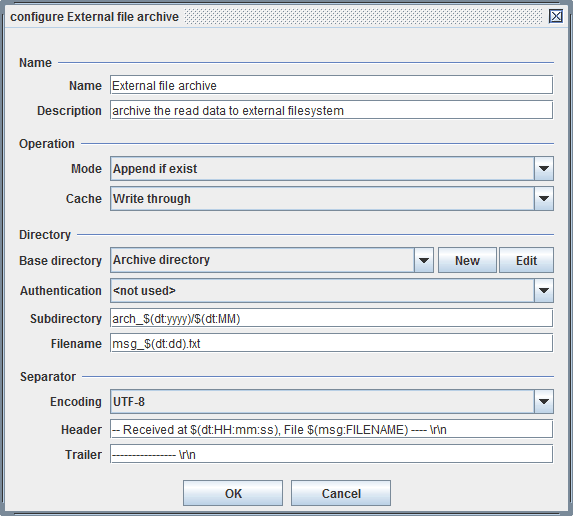 configure External file archive
Name
Name External file archive
Description archive the read data to external filesystem
Operation
Mode Append if exist
Cache Write through
Directory
Base directory Archive directory New Edit
Authentication <not used>
Subdirectory arch_$(dt:yyyy)/$(dt:MM)
Filename msg_$(dt:dd).fxt
Separator
Encoding UTF-8
Header -- Received at $(dt:HH:mm:ss), File $(msg:FILENAME) ---- \r\n
Trailer ---------------- \r\n
OK Cancel